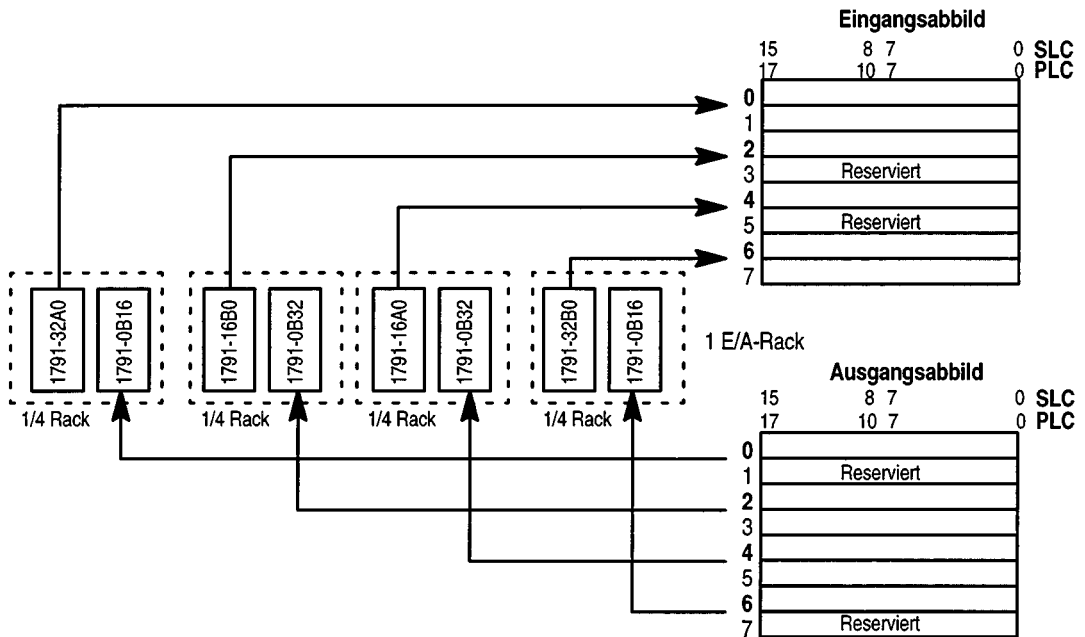 Eingangsabbild
15 8 7 0 SLC
17 10 7 0 PLC
0
1
2
3 Reserviert
4
5 Reserviert
6
7
1791-32A0
1791-0B16
1791-16B0
1791-0B32
1791-16A0
1791-0B32
1791-32B0
1791-0B16
1 E/A-Rack
1/4 Rack
1/4 Rack
1/4 Rack
1/4 Rack
Ausgangsabbild
15 8 7 0 SLC
17 10 7 0 PLC
0
1 Reserviert
2
3
4
5
6
7 Reserviert